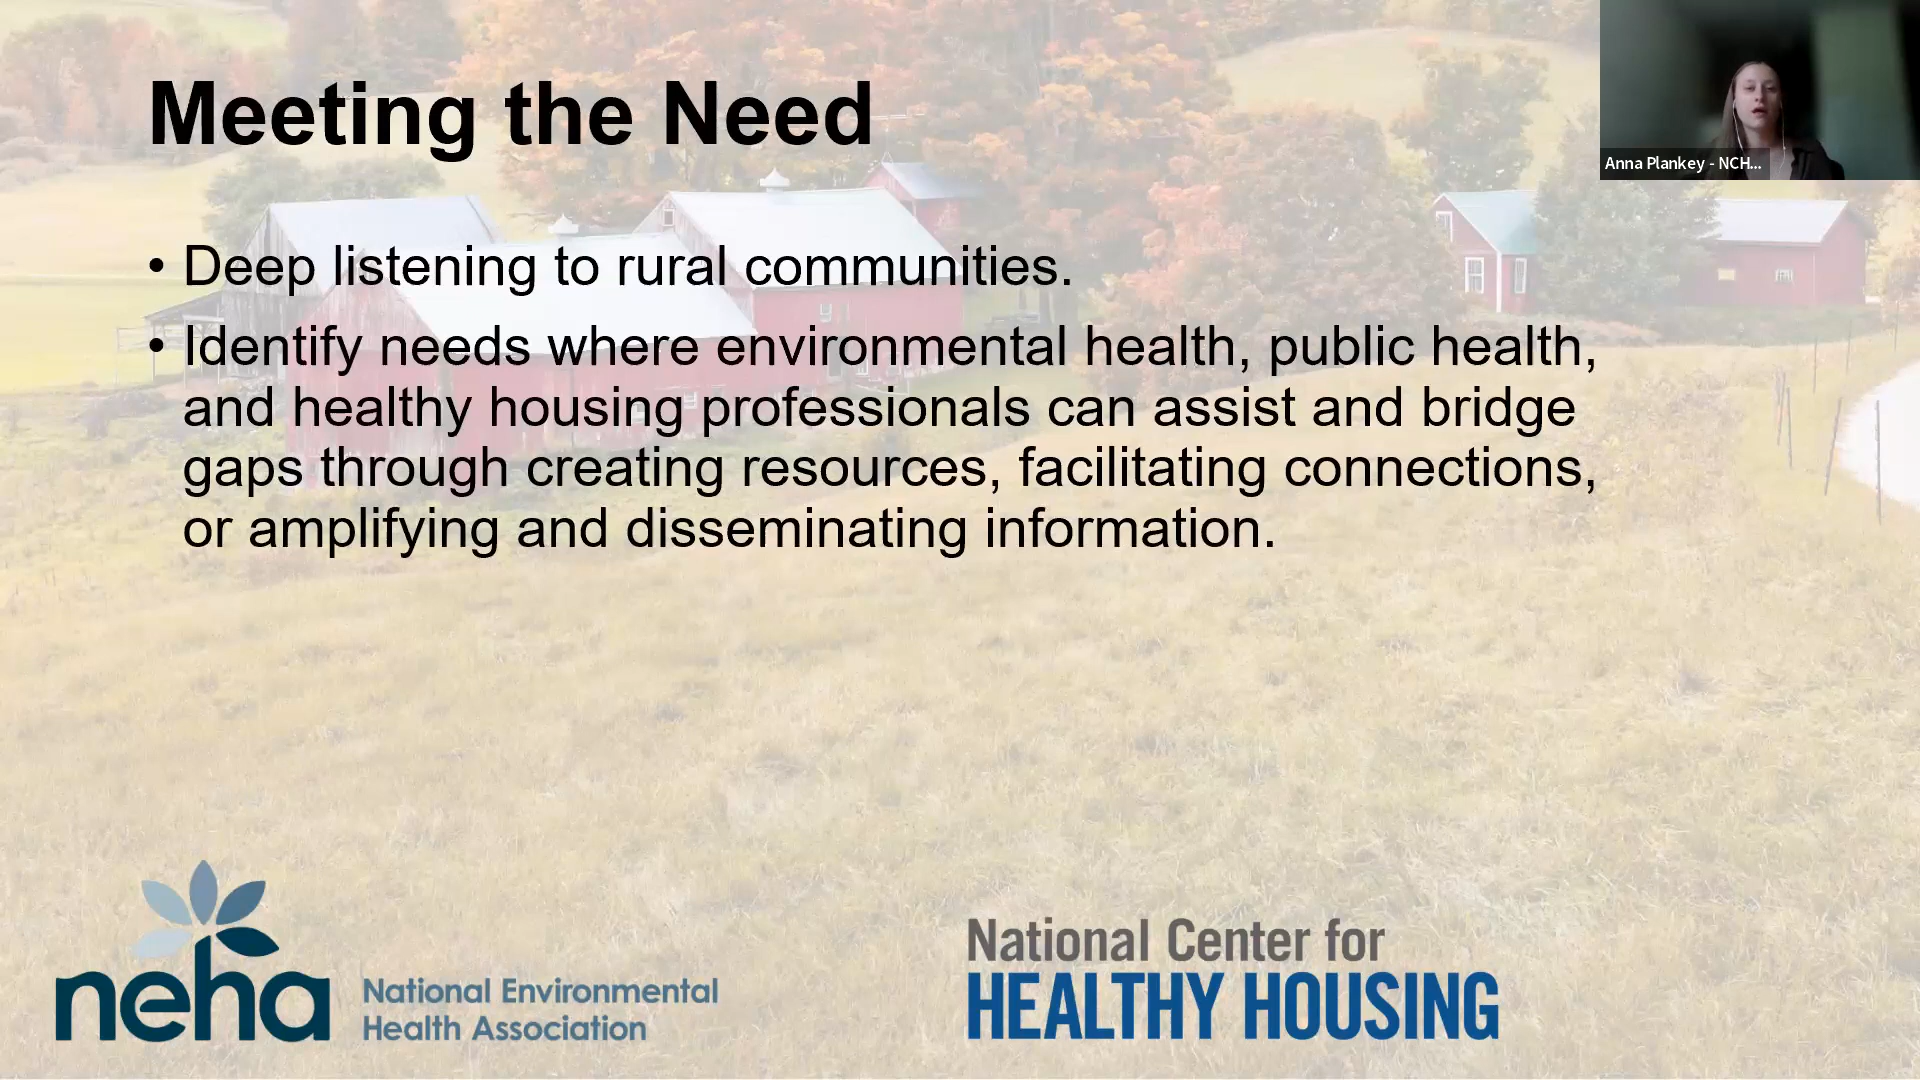 Meeting the Need
Anna Plankey - NCH...
• Deep listening to rural communities.
• Identify needs where environmental health, public health,
and healthy housing professionals can assist and bridge
gaps through creating resources, facilitating connections,
or amplifying and disseminating information.
neha
National Environmental
Health Association
National Center for
HEALTHY HOUSING